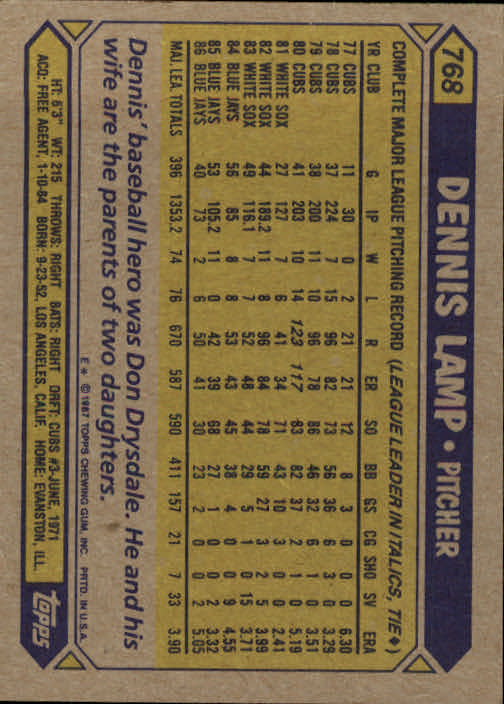 768 DENNIS LAMP • PITCHER
COMPLETE MAJOR LEAGUE PITCHING RECORD (LEAGUE LEADER IN ITALICS, TIE ♦)
YR CLUB G IP W L R ER SO BB GS CG SHO SV ERA
77 CUBS 11 30 0 2 21 21 12 8 3 0 0 0 6.30
78 CUBS 37 224 7 15 96 82 73 56 36 6 3 0 3.29
79 CUBS 38 200 11 10 96 78 86 46 32 6 1 0 3.51
80 CUBS 41 203 10 14 123 117 83 82 37 2 1 0 5.19
81 WHITE SOX 27 127 7 6 41 34 71 43 10 3 0 0 2.41
82 WHITE SOX 44 189.2 11 8 96 84 78 59 27 3 2 5 3.99
83 WHITE SOX 49 116.1 7 7 52 48 44 29 5 1 0 15 3.71
84 BLUE JAYS 56 85 8 8 53 43 45 38 4 0 0 9 4.55
85 BLUE JAYS 53 105.2 11 0 42 39 68 27 1 0 0 2 3.32
86 BLUE JAYS 40 73 2 6 50 41 30 23 2 0 0 2 5.05
MAJ. LEA. TOTALS 396 1353.2 74 76 670 587 590 411 157 21 7 33 3.90
Dennis' baseball hero was Don Drysdale. He and his
wife are the parents of two daughters.
E * © 1987 TOPPS CHEWING GUM, INC. PRTD. IN U.S.A.
HT: 6'3" WT: 215 THROWS: RIGHT BATS: RIGHT DRAFT: CUBS #3-JUNE, 1971
ACQ: FREE AGENT, 1-10-84 BORN: 9-23-52, LOS ANGELES, CALIF. HOME: EVANSTON, ILL.
TOPPS